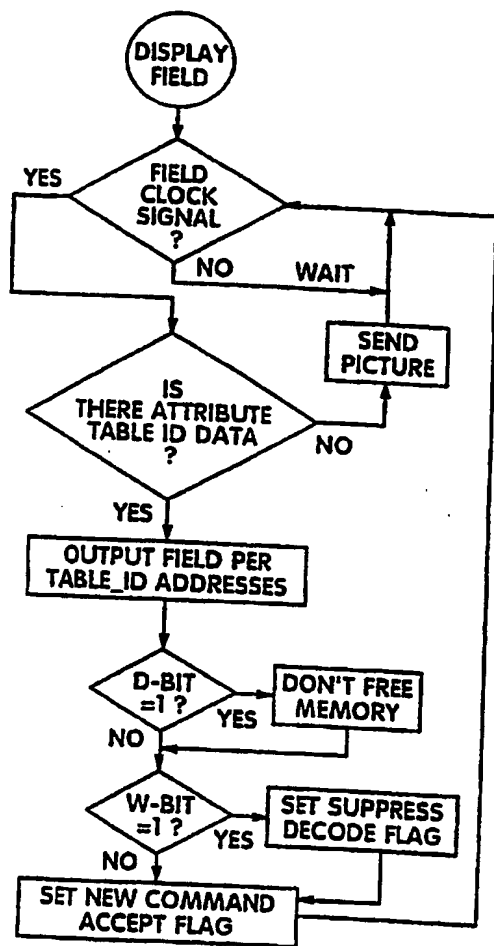 DISPLAY
FIELD
YES
FIELD
CLOCK
SIGNAL
?
NO
WAIT
SEND
PICTURE
IS
THERE ATTRIBUTE
TABLE ID DATA
?
NO
YES
OUTPUT FIELD PER
TABLE_ID ADDRESSES
D-BIT
=1 ?
YES
DON'T FREE
MEMORY
NO
W-BIT
=1 ?
YES
SET SUPPRESS
DECODE FLAG
NO
SET NEW COMMAND
ACCEPT FLAG